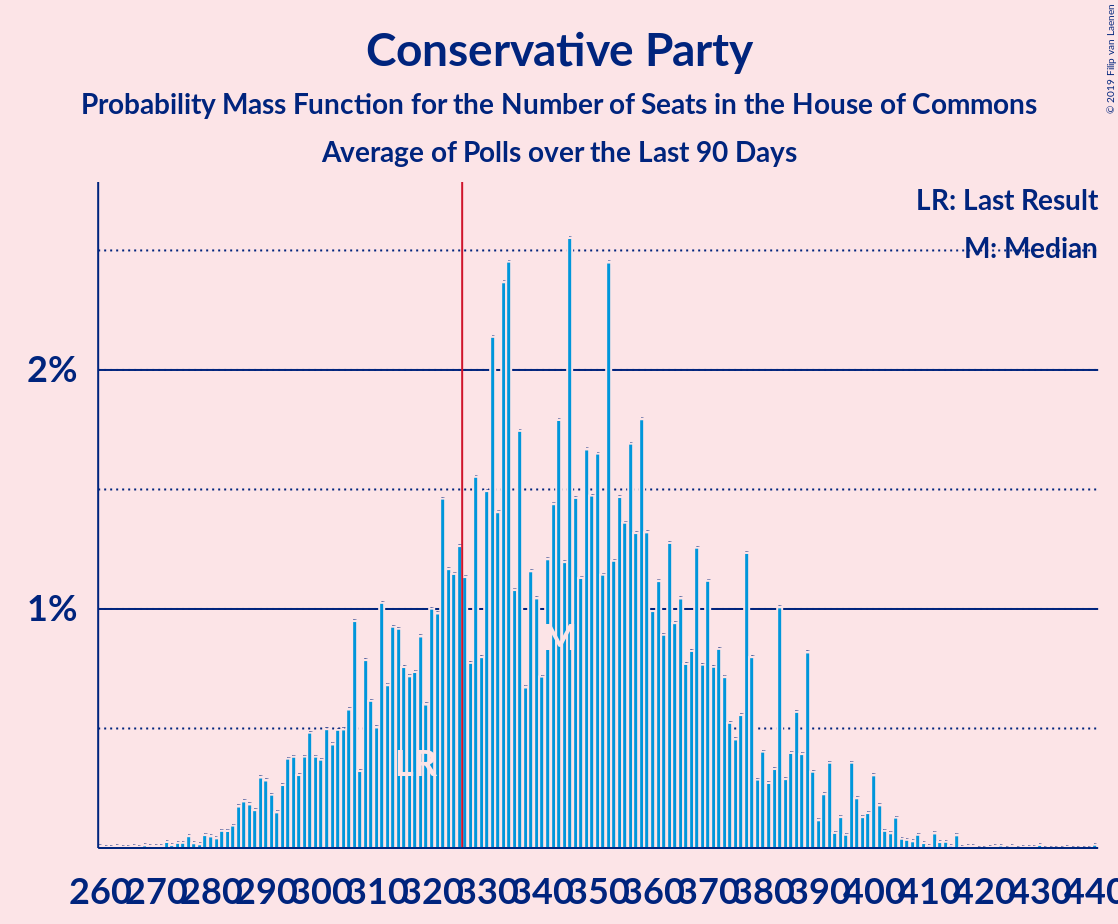 Conservative Party
Probability Mass Function for the Number of Seats in the House of Commons
Average of Polls over the Last 90 Days
© 2019 Filip van Laenen
LR: Last Result
M: Median
2%
1%
M
LR
260 270 280 290 300 310 320 330 340 350 360 370 380 390 400 410 420 430 440